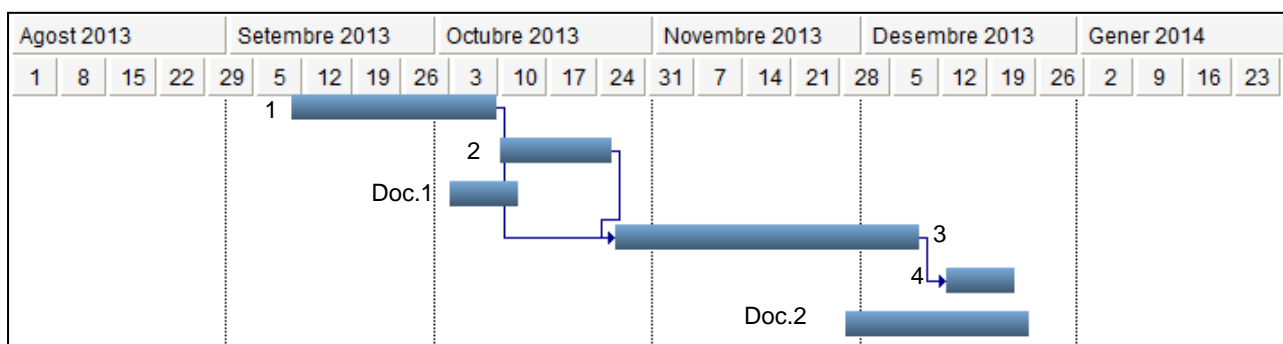 Agost 2013 Setembre 2013 Octubre 2013 Novembre 2013 Desembre 2013 Gener 2014
1 8 15 22 29 5 12 19 26 3 10 17 24 31 7 14 21 28 5 12 19 26 2 9 16 23
1
2
Doc.1
3
4
Doc.2